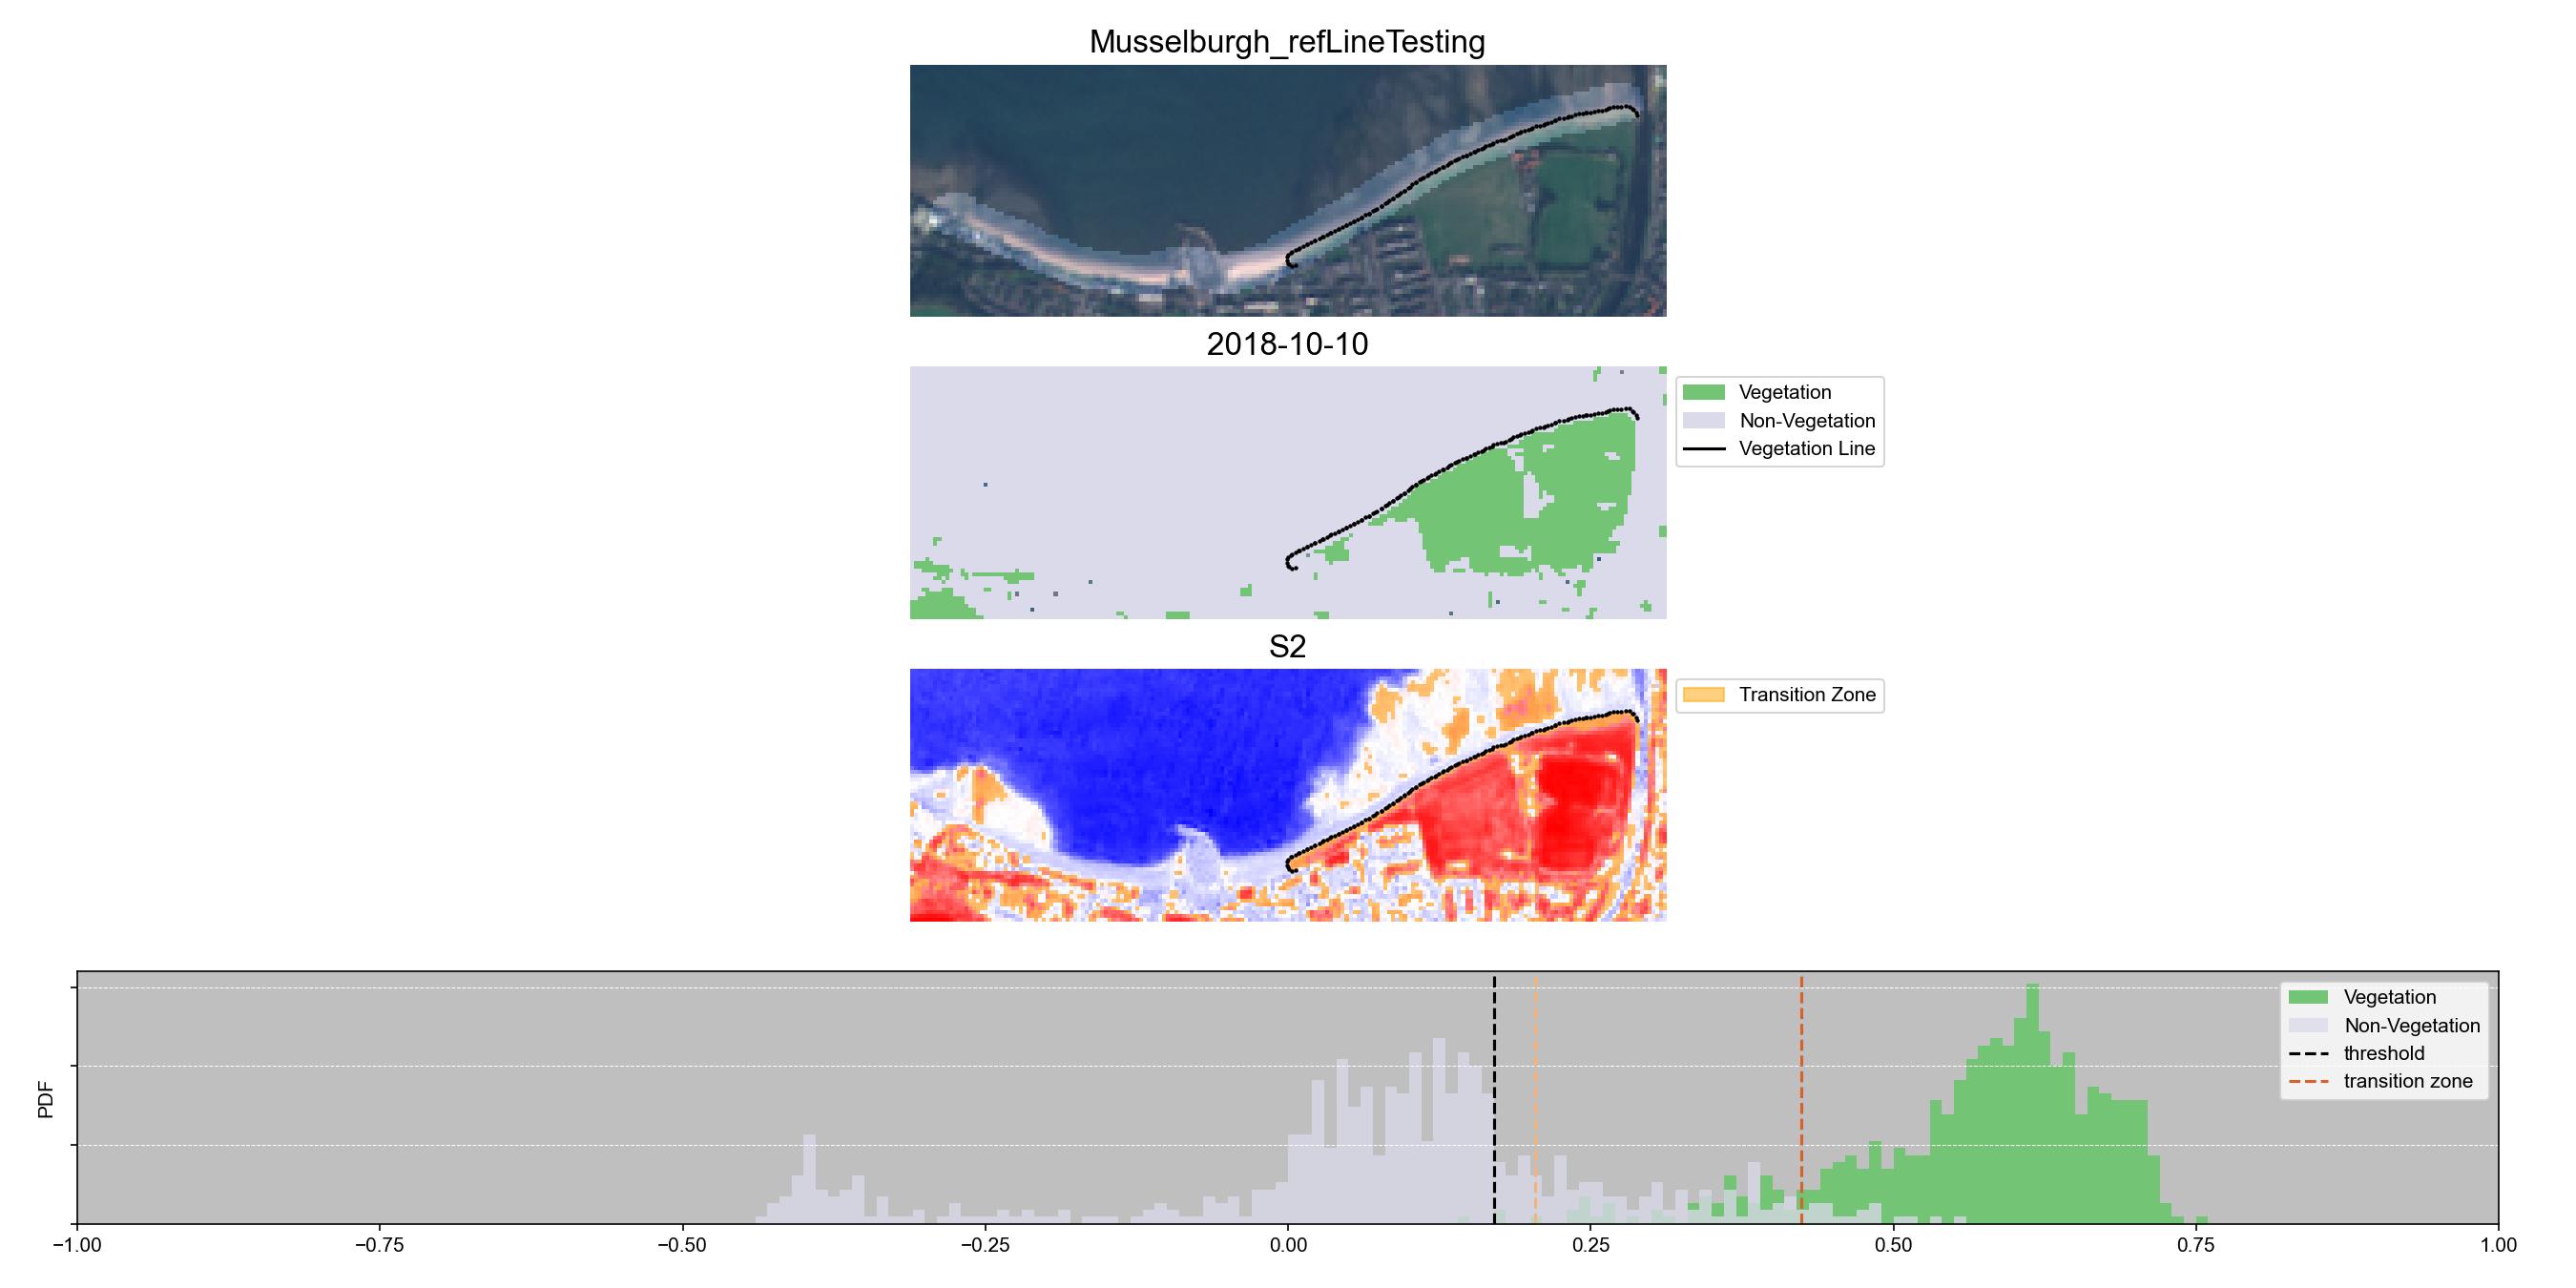 Musselburgh_refLineTesting
2018-10-10
Vegetation
Non-Vegetation
Vegetation Line
S2
Transition Zone
PDF
Vegetation
Non-Vegetation
threshold
transition zone
−1.00 −0.75 −0.50 −0.25 0.00 0.25 0.50 0.75 1.00